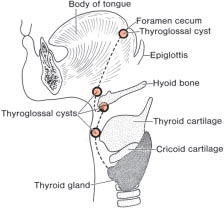 Body of tongue
Foramen cecum
Thyroglossal cyst
Epiglottis
Hyoid bone
Thyroglossal cysts
Thyroid cartilage
Cricoid cartilage
Thyroid gland